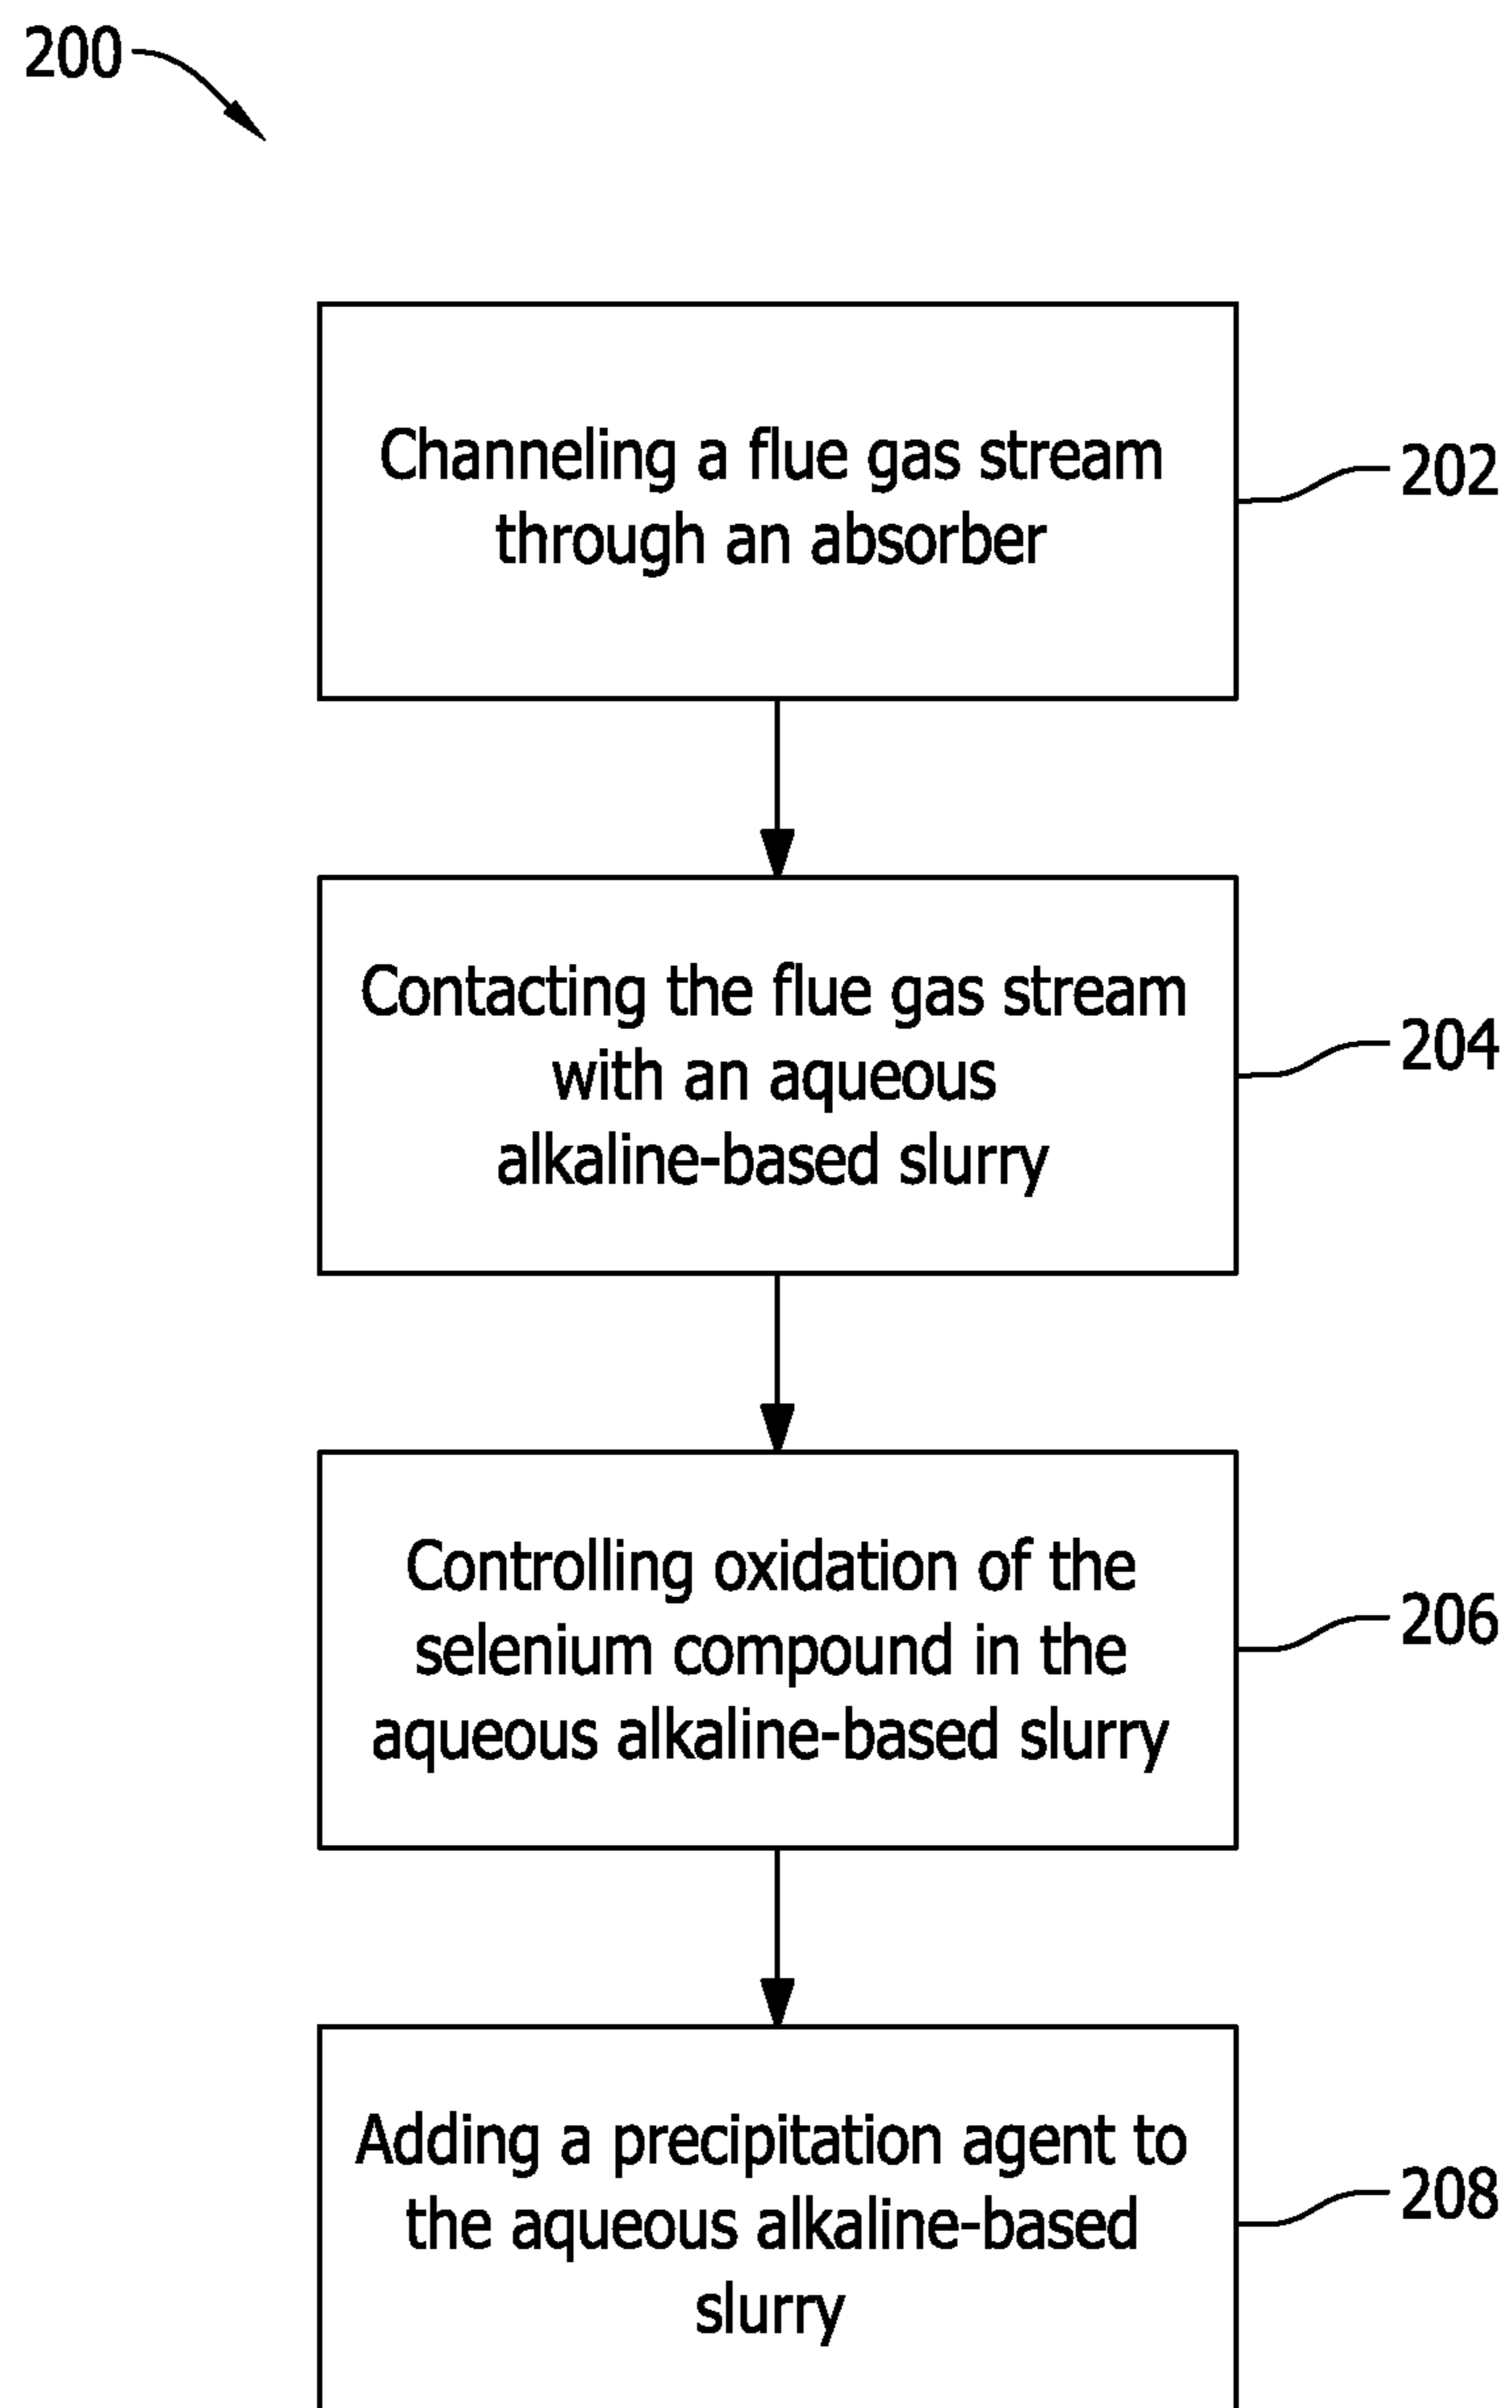 200
Channeling a flue gas stream
through an absorber
202
Contacting the flue gas stream
with an aqueous
alkaline-based slurry
204
Controlling oxidation of the
selenium compound in the
aqueous alkaline-based slurry
206
Adding a precipitation agent to
the aqueous alkaline-based
slurry
208